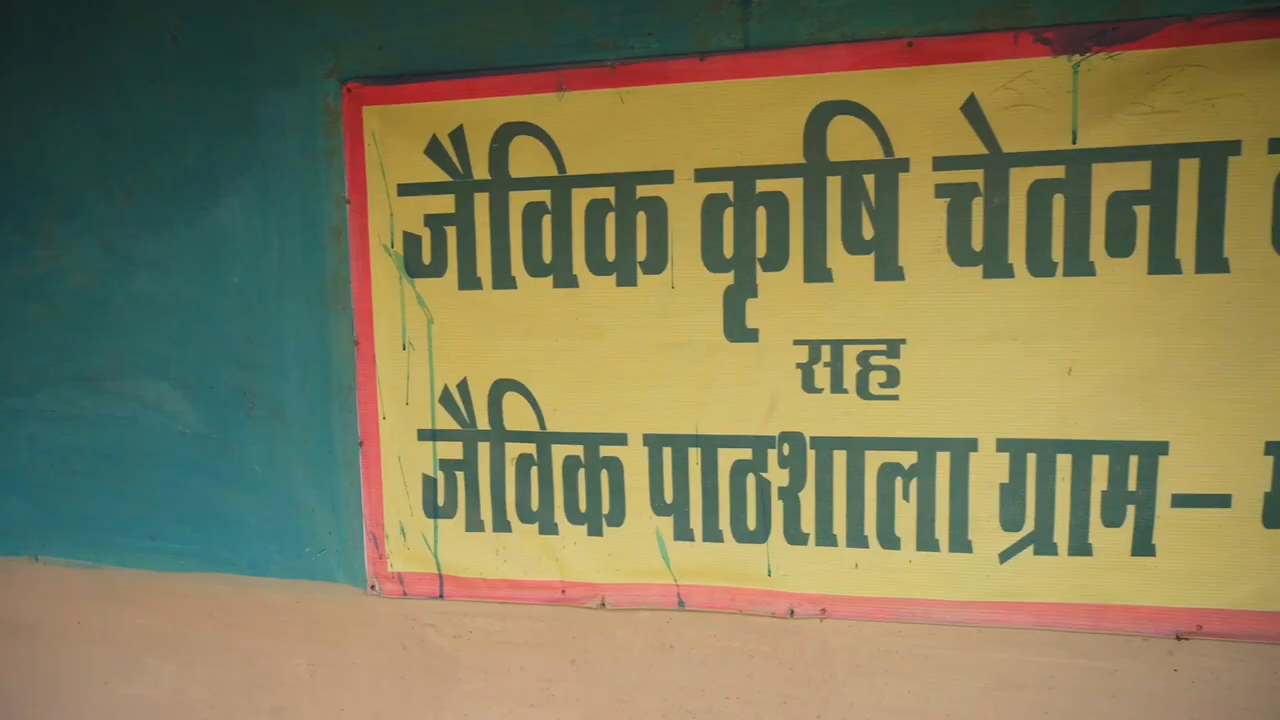 जैविक कृषि चेतना
सह
जैविक पाठशाला ग्राम–